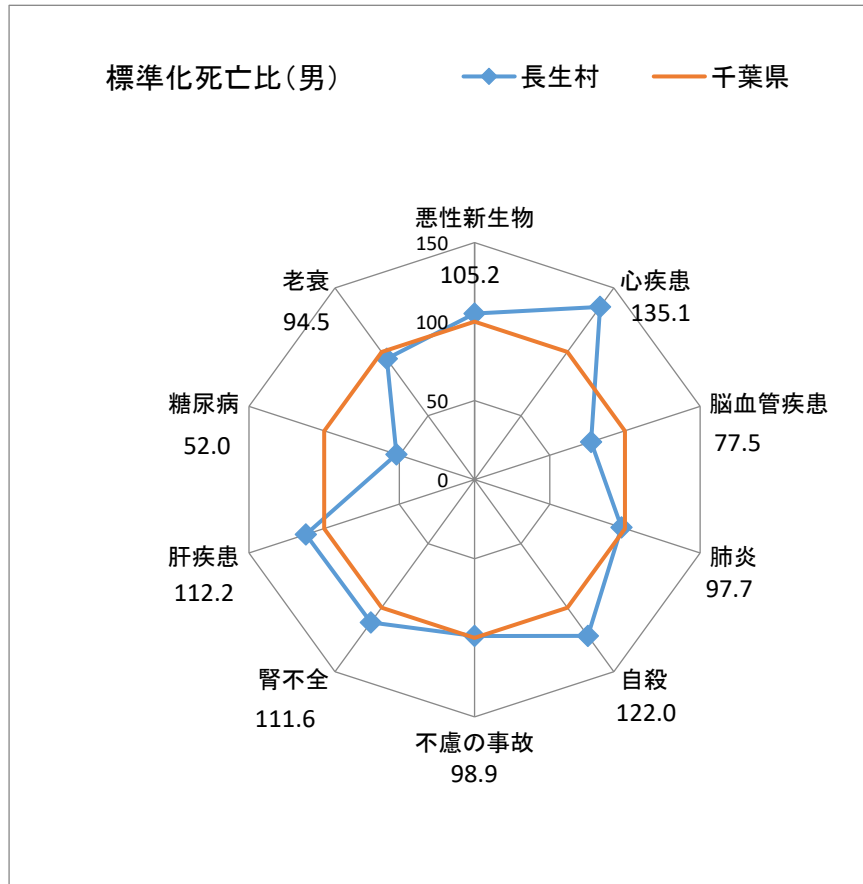 標準化死亡比(男)
長生村
千葉県
悪性新生物
150
105.2
老衰
94.5
心疾患
135.1
100
糖尿病
52.0
脳血管疾患
77.5
50
0
肝疾患
112.2
肺炎
97.7
腎不全
111.6
自殺
122.0
不慮の事故
98.9